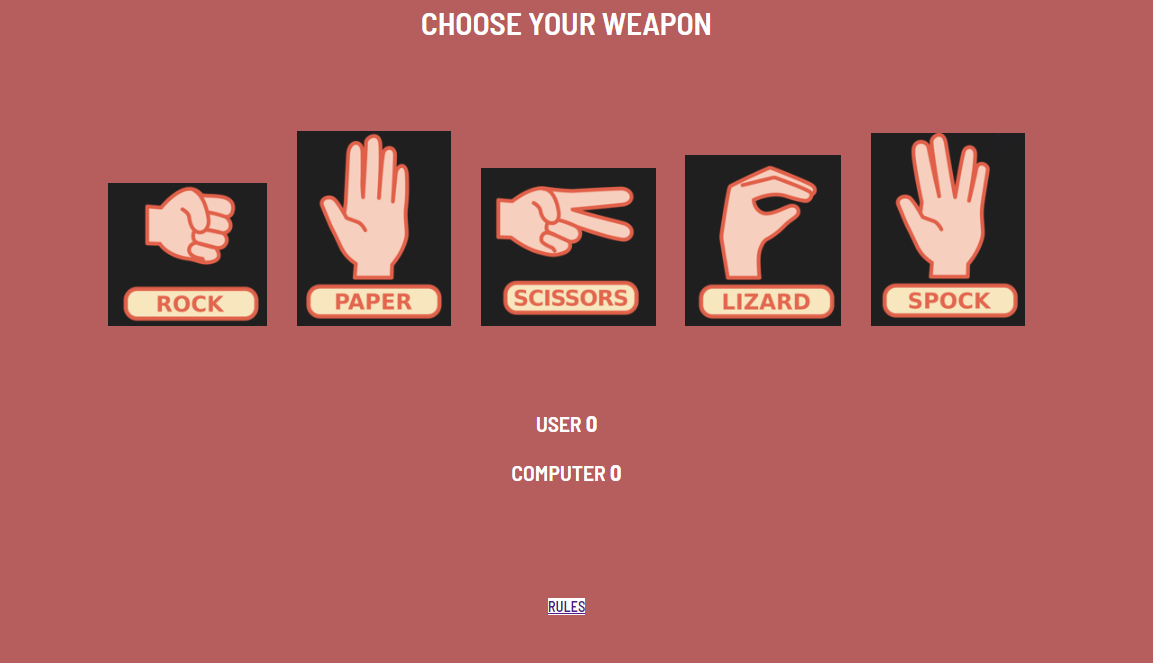 CHOOSE YOUR WEAPON
ROCK
PAPER
SCISSORS
LIZARD
SPOCK
USER 0
COMPUTER 0
RULES